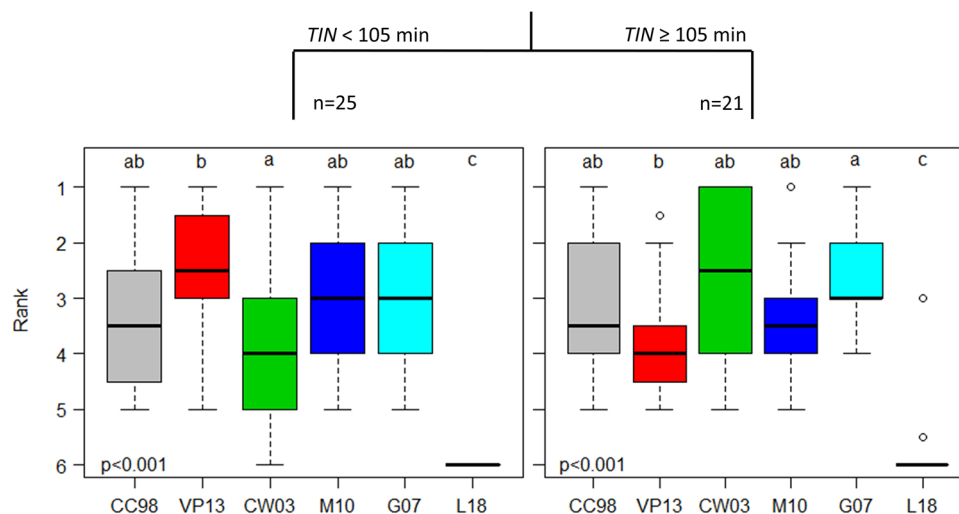 TIN < 105 min TIN ≥ 105 min
n=25 n=21
ab b a ab ab c ab b ab ab a c
1
2
3
4
5
6
Rank
p<0.001 p<0.001
CC98 VP13 CW03 M10 G07 L18 CC98 VP13 CW03 M10 G07 L18